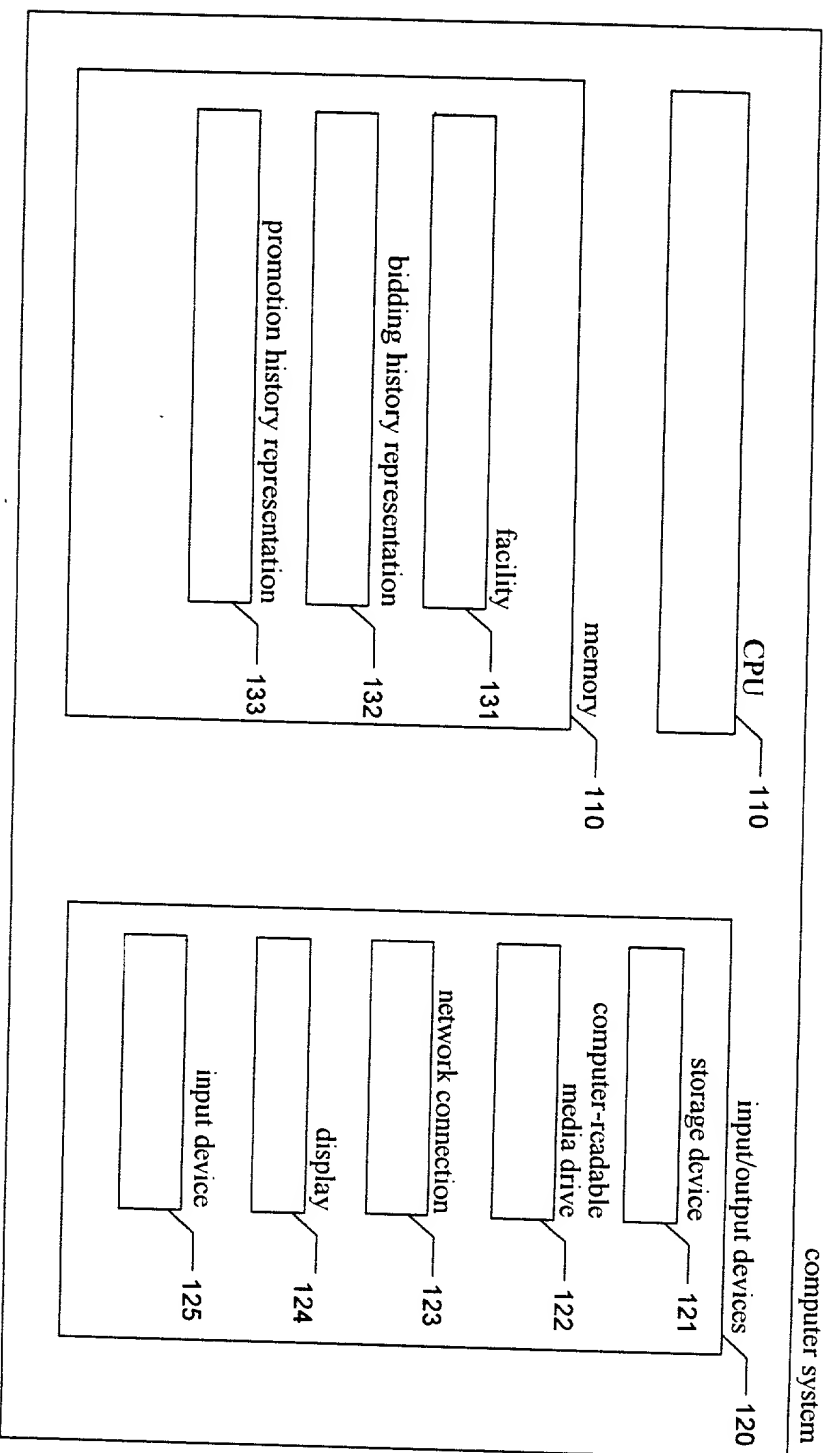 computer system
CPU
110
memory
110
facility
131
bidding history representation
132
promotion history representation
133
input/output devices
120
storage device
121
computer-readable
media drive
122
network connection
123
display
124
input device
125